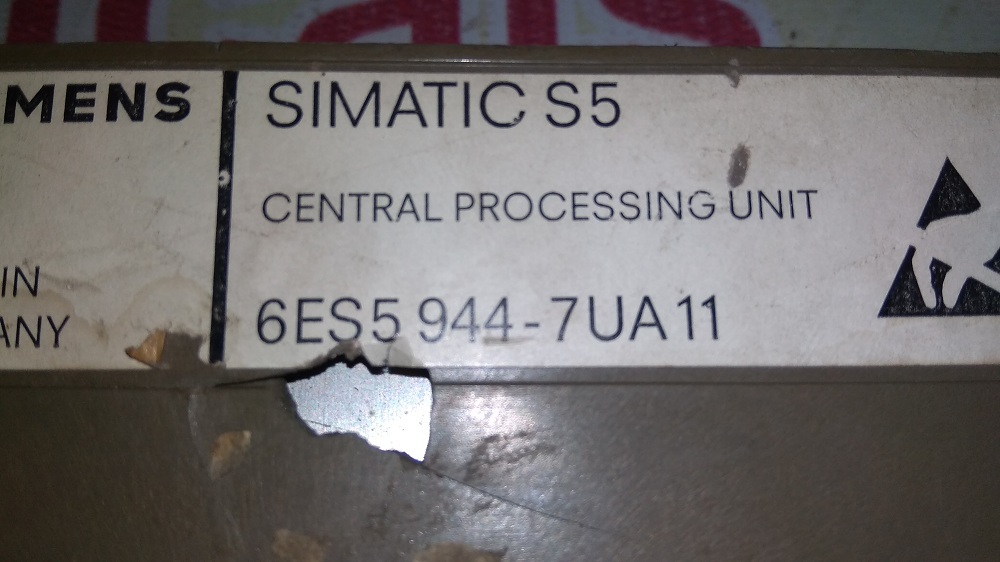 MENS
SIMATIC S5
CENTRAL PROCESSING UNIT
IN
ANY
6ES5 944-7UA11